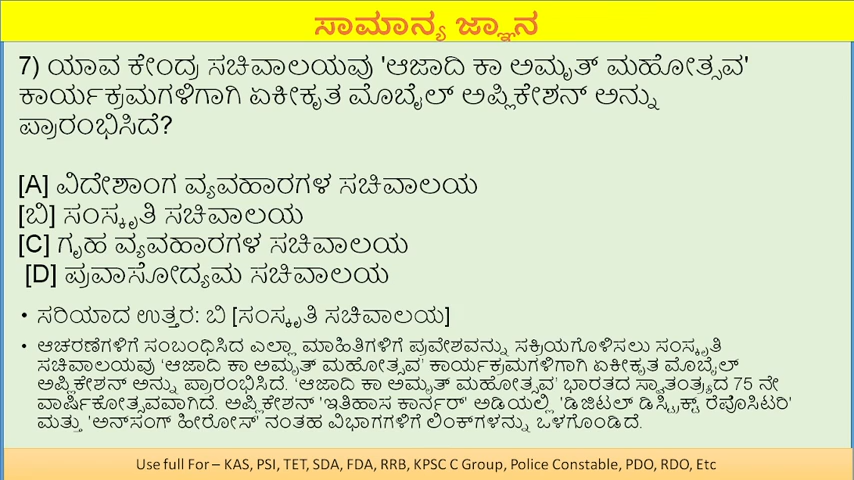 ಸಾಮಾನ್ಯ ಜ್ಞಾನ
7) ಯಾವ ಕೇಂದ್ರ ಸಚಿವಾಲಯವು 'ಆಜಾದಿ ಕಾ ಅಮೃತ್ ಮಹೋತ್ಸವ'
ಕಾರ್ಯಕ್ರಮಗಳಿಗಾಗಿ ಏಕೀಕೃತ ಮೊಬೈಲ್ ಅಪ್ಲಿಕೇಶನ್ ಅನ್ನು
ಪ್ರಾರಂಭಿಸಿದೆ?
[A] ವಿದೇಶಾಂಗ ವ್ಯವಹಾರಗಳ ಸಚಿವಾಲಯ
[ಬಿ] ಸಂಸ್ಕೃತಿ ಸಚಿವಾಲಯ
[C] ಗೃಹ ವ್ಯವಹಾರಗಳ ಸಚಿವಾಲಯ
[D] ಪ್ರವಾಸೋದ್ಯಮ ಸಚಿವಾಲಯ
• ಸರಿಯಾದ ಉತ್ತರ: ಬಿ [ಸಂಸ್ಕೃತಿ ಸಚಿವಾಲಯ]
• ಆಚರಣೆಗಳಿಗೆ ಸಂಬಂಧಿಸಿದ ಎಲ್ಲಾ ಮಾಹಿತಿಗಳಿಗೆ ಪ್ರವೇಶವನ್ನು ಸಕ್ರಿಯಗೊಳಿಸಲು ಸಂಸ್ಕೃತಿ
ಸಚಿವಾಲಯವು 'ಆಜಾದಿ ಕಾ ಅಮೃತ್ ಮಹೋತ್ಸವ' ಕಾರ್ಯಕ್ರಮಗಳಿಗಾಗಿ ಏಕೀಕೃತ ಮೊಬೈಲ್
ಅಪ್ಲಿಕೇಶನ್ ಅನ್ನು ಪ್ರಾರಂಭಿಸಿದೆ. 'ಆಜಾದಿ ಕಾ ಅಮೃತ್ ಮಹೋತ್ಸವ' ಭಾರತದ ಸ್ವಾತಂತ್ರ್ಯದ 75 ನೇ
ವಾರ್ಷಿಕೋತ್ಸವವಾಗಿದೆ. ಅಪ್ಲಿಕೇಶನ್ 'ಇತಿಹಾಸ ಕಾರ್ನರ್' ಅಡಿಯಲ್ಲಿ 'ಡಿಜಿಟಲ್ ಡಿಸ್ಟ್ರಿಕ್ಟ್ ರೆಪೊಸಿಟರಿ'
ಮತ್ತು 'ಅನ್‌ಸಂಗ್ ಹೀರೋಸ್' ನಂತಹ ವಿಭಾಗಗಳಿಗೆ ಲಿಂಕ್‌ಗಳನ್ನು ಒಳಗೊಂಡಿದೆ.
Use full For – KAS, PSI, TET, SDA, FDA, RRB, KPSC C Group, Police Constable, PDO, RDO, Etc